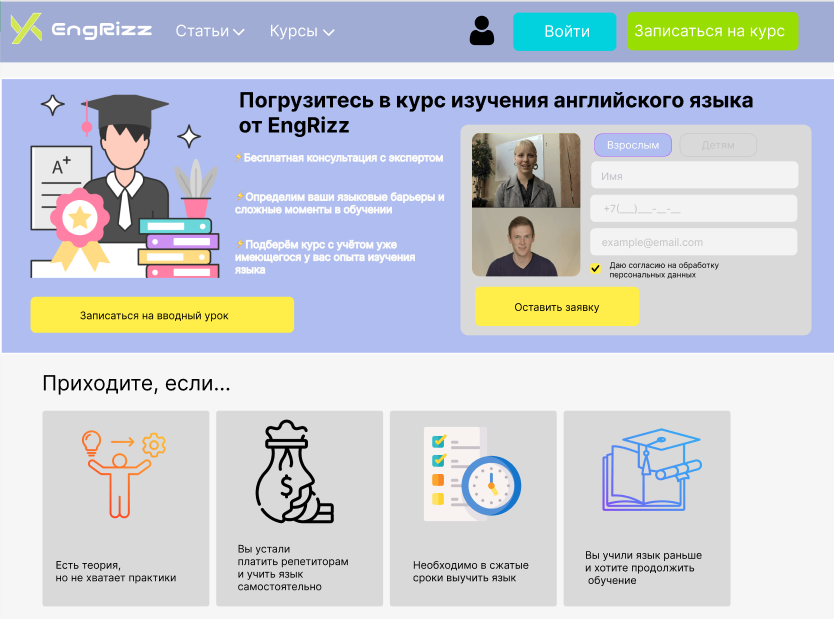 EngRizz
Статьи
Курсы
Войти
Записаться на курс
Погрузитесь в курс изучения английского языка
от EngRizz
Бесплатная консультация с экспертом
Определим ваши языковые барьеры и
сложные моменты в обучении
Подберём курс с учётом уже
имеющегося у вас опыта изучения
языка
A+
Записаться на вводный урок
Взрослым
Детям
Имя
+7(___)___-__-__
example@email.com
Даю согласие на обработку
персональных данных
Оставить заявку
Приходите, если...
Есть теория,
но не хватает практики
$
Вы устали
платить репетиторам
и учить язык
самостоятельно
Необходимо в сжатые
сроки выучить язык
Вы учили язык раньше
и хотите продолжить
обучение